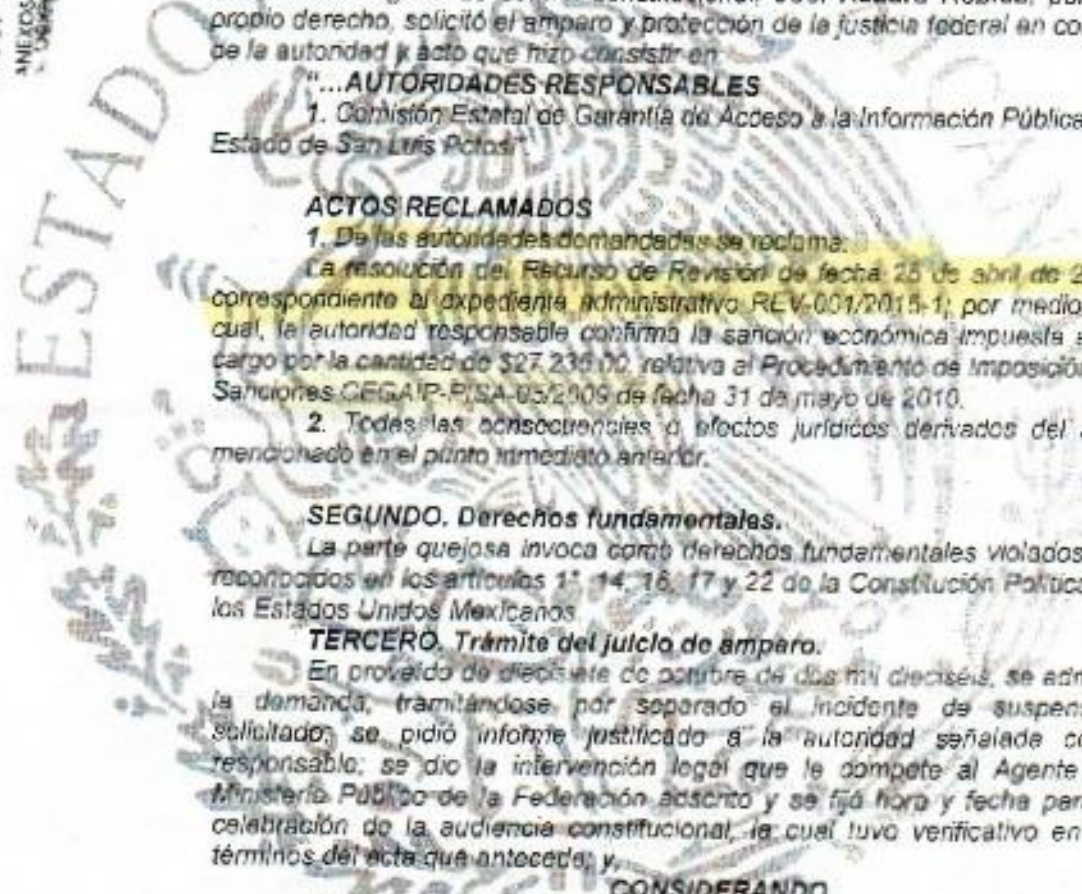 propio derecho, solicitó el amparo y protección de la justicia federal en co
de la autoridad y acto que hizo consistir en:
"...AUTORIDADES RESPONSABLES
1. Comisión Estatal de Garantía de Acceso a la Información Pública
Estado de San Luis Potosí".
ACTOS RECLAMADOS
1. De las autoridades demandadas se reclama:
La resolución del Recurso de Revisión de fecha 25 de abril de 2
correspondiente al expediente administrativo REV-001/2015-1; por medio
cual, la autoridad responsable confirma la sanción económica impuesta a
cargo por la cantidad de $27,235.00, relativa al Procedimiento de Imposición
Sanciones CEGAIP-PISA-05/2009 de fecha 31 de mayo de 2010.
2. Todas las consecuencias o efectos jurídicos derivados del
mencionado en el punto inmediato anterior.
SEGUNDO. Derechos fundamentales.
La parte quejosa invoca como derechos fundamentales violados
reconocidos en los artículos 1°, 14, 16, 17 y 22 de la Constitución Política
los Estados Unidos Mexicanos.
TERCERO. Trámite del juicio de amparo.
En proveído de diecisiete de octubre de dos mil dieciséis, se adm
la demanda, tramitándose por separado el incidente de suspen
solicitado; se pidió informe justificado a la autoridad señalada co
responsable; se dio la intervención legal que le compete al Agente
Ministerio Público de la Federación adscrito y se fijó hora y fecha par
celebración de la audiencia constitucional, la cual tuvo verificativo en
términos del acta que antecede; y,
CONSIDERANDO
ESTADO
ANEXOS